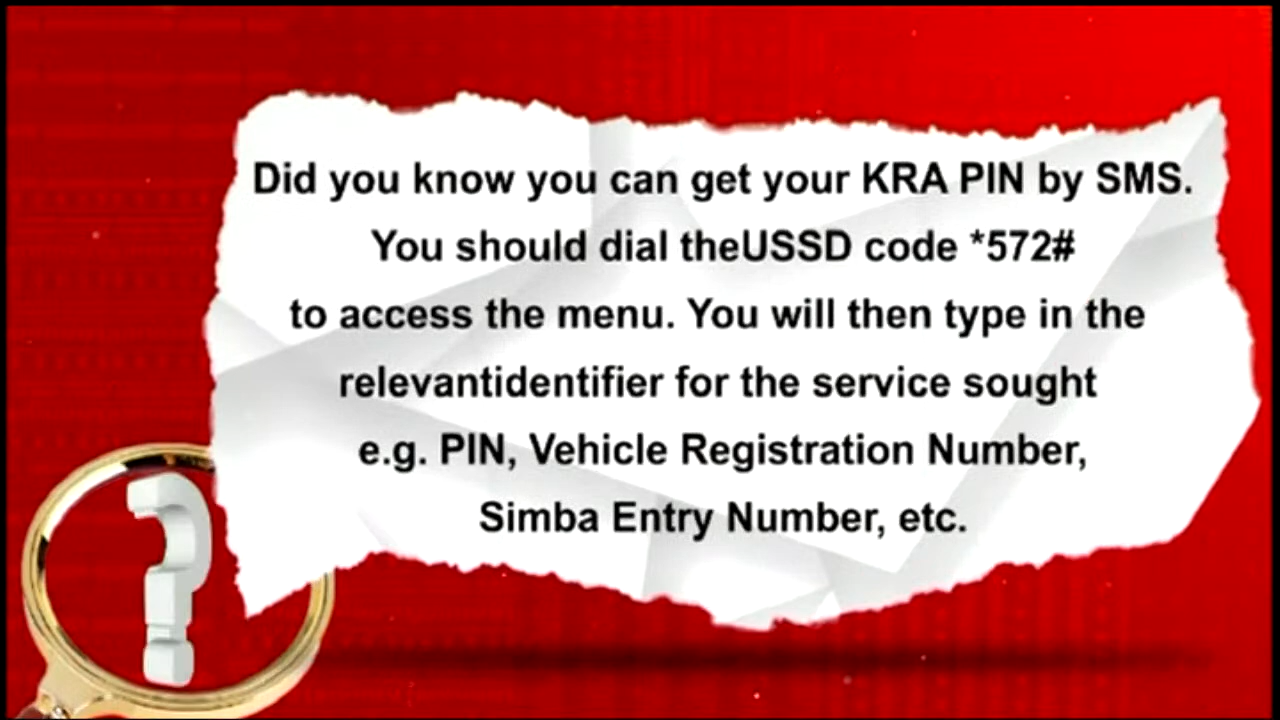 Did you know you can get your KRA PIN by SMS.
You should dial theUSSD code *572#
to access the menu. You will then type in the
relevantidentifier for the service sought
e.g. PIN, Vehicle Registration Number,
Simba Entry Number, etc.